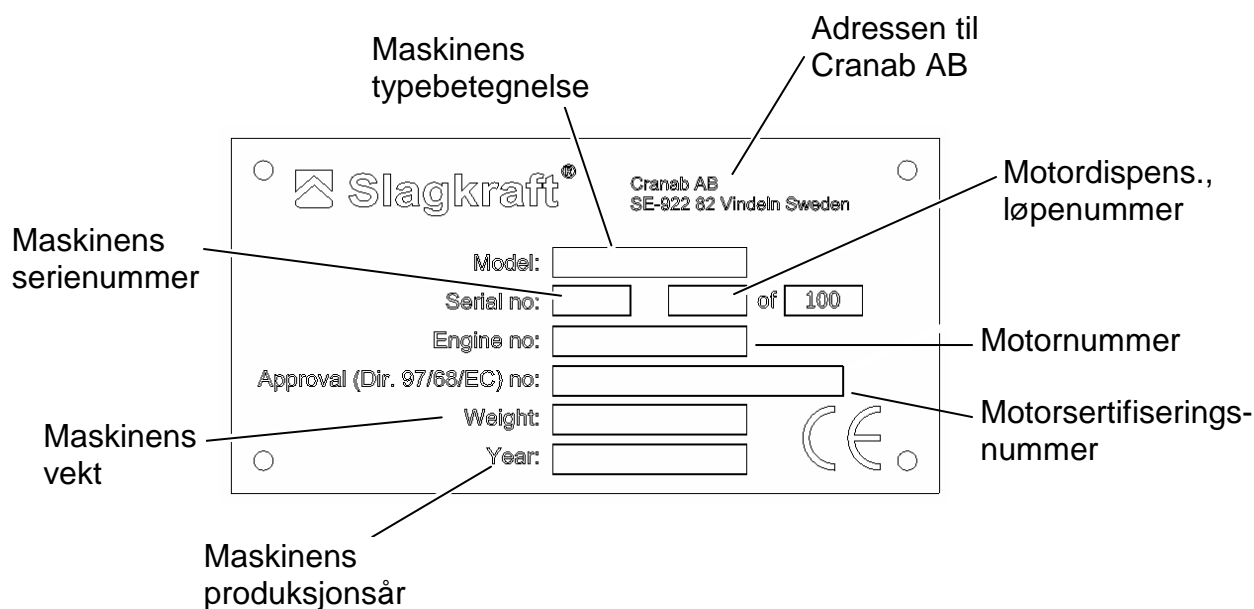 Adressen til
Cranab AB
Maskinens
typebetegnelse
Slagkraft®
Cranab AB
SE-922 82 Vindeln Sweden
Motordispens.,
løpenummer
Maskinens
serienummer
Model:
Serial no: of 100
Engine no:
Motornummer
Approval (Dir. 97/68/EC) no:
Weight:
Motorsertifiserings-
nummer
Maskinens
vekt
Year:
CE
Maskinens
produksjonsår